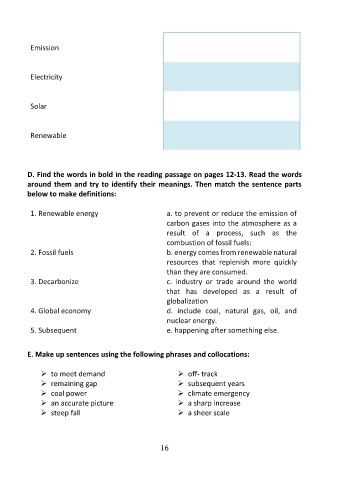 Emission
Electricity
Solar
Renewable
D. Find the words in bold in the reading passage on pages 12-13. Read the words
around them and try to identify their meanings. Then match the sentence parts
below to make definitions:
1. Renewable energy
a. to prevent or reduce the emission of
carbon gases into the atmosphere as a
result of a process, such as the
combustion of fossil fuels:
2. Fossil fuels
b. energy comes from renewable natural
resources that replenish more quickly
than they are consumed.
3. Decarbonize
c. industry or trade around the world
that has developed as a result of
globalization
4. Global economy
d. include coal, natural gas, oil, and
nuclear energy.
5. Subsequent
e. happening after something else.
E. Make up sentences using the following phrases and collocations:
➢ to meet demand
➢ remaining gap
➢ coal power
➢ an accurate picture
➢ steep fall
➢ off- track
➢ subsequent years
➢ climate emergency
➢ a sharp increase
➢ a sheer scale
16